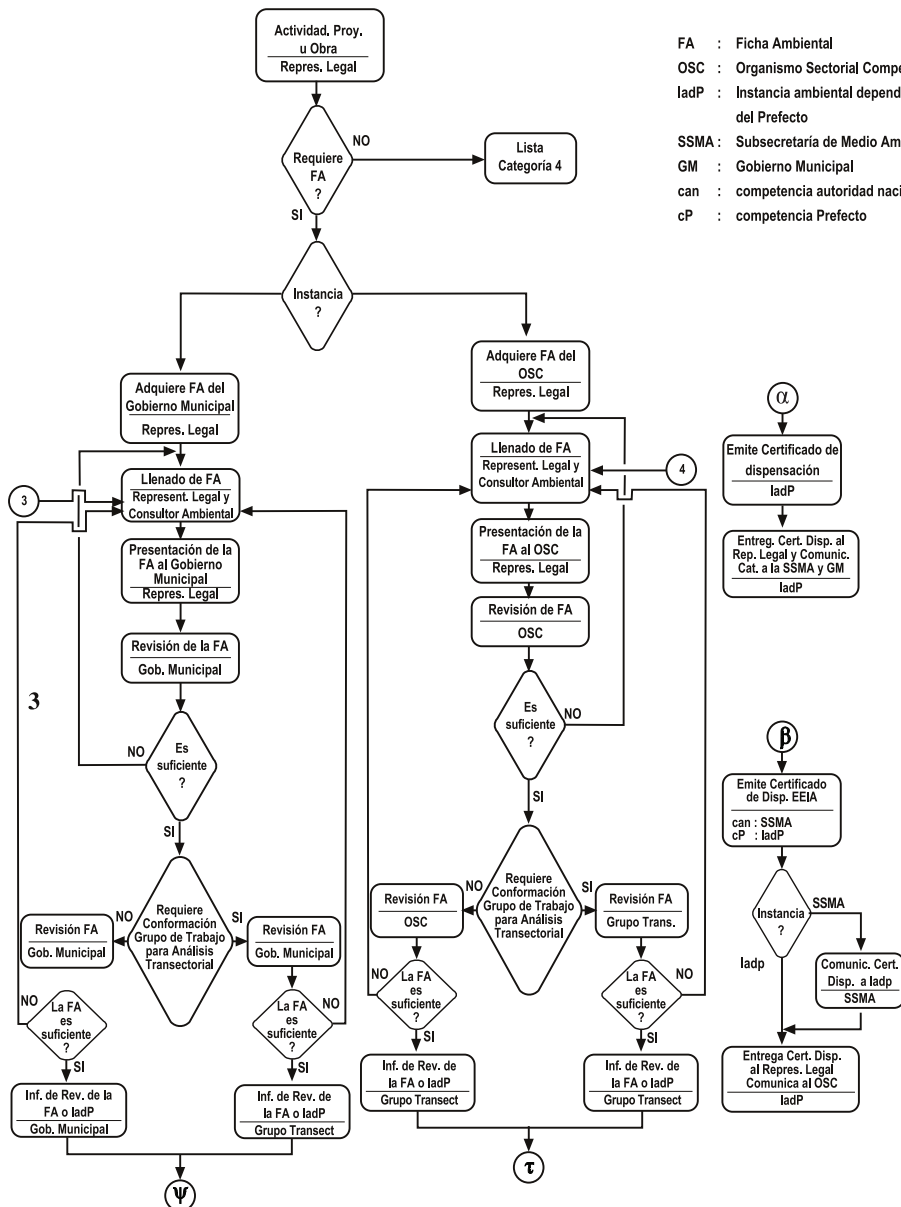 Actividad. Proy.
u Obra
Repres. Legal
FA : Ficha Ambiental
OSC : Organismo Sectorial Compe
IadP : Instancia ambiental depend
del Prefecto
SSMA : Subsecretaría de Medio Am
GM : Gobierno Municipal
can : competencia autoridad naci
cP : competencia Prefecto
Requiere
FA
?
NO
SI
Lista
Categoría 4
Instancia
?
Adquiere FA del
Gobierno Municipal
Repres. Legal
3
Llenado de FA
Represent. Legal y
Consultor Ambiental
Presentación de la
FA al Gobierno
Municipal
Repres. Legal
Revisión de la FA
Gob. Municipal
3
Es
suficiente
?
NO
SI
Requiere
Conformación
Grupo de Trabajo
para Análisis
Transectorial
NO
SI
Revisión FA
Gob. Municipal
Revisión FA
Gob. Municipal
La FA
es
suficiente
?
NO
SI
La FA
es
suficiente
?
NO
SI
Inf. de Rev. de la
FA o IadP
Gob. Municipal
Inf. de Rev. de
la FA o IadP
Grupo Transect
Ψ
Adquiere FA del
OSC
Repres. Legal
Llenado de FA
Represent. Legal y
Consultor Ambiental
4
Presentación de la
FA al OSC
Repres. Legal
Revisión de FA
OSC
Es
suficiente
?
NO
SI
Requiere
Conformación
Grupo de Trabajo
para Análisis
Transectorial
NO
SI
Revisión FA
OSC
Revisión FA
Grupo Trans.
La FA
es
suficiente
?
NO
SI
La FA
es
suficiente
?
NO
SI
Inf. de Rev. de
la FA o IadP
Grupo Transect
Inf. de Rev. de
la FA o IadP
Grupo Transect
τ
α
Emite Certificado de
dispensación
IadP
Entreg. Cert. Disp. al
Rep. Legal y Comunic.
Cat. a la SSMA y GM
IadP
β
Emite Certificado
de Disp. EEIA
can : SSMA
cP : IadP
Instancia
?
SSMA
Iadp
Comunic. Cert.
Disp. a Iadp
SSMA
Entrega Cert. Disp.
al Repres. Legal
Comunica al OSC
IadP